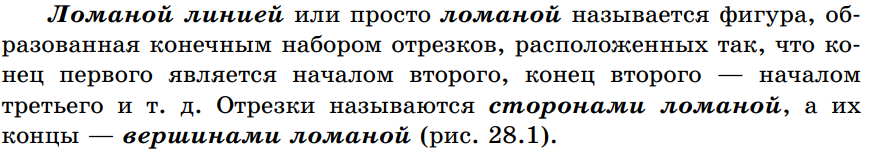 Ломаной линией или просто ломаной называется фигура, об-
разованная конечным набором отрезков, расположенных так, что ко-
нец первого является началом второго, конец второго — началом
третьего и т. д. Отрезки называются сторонами ломаной, а их
концы — вершинами ломаной (рис. 28.1).